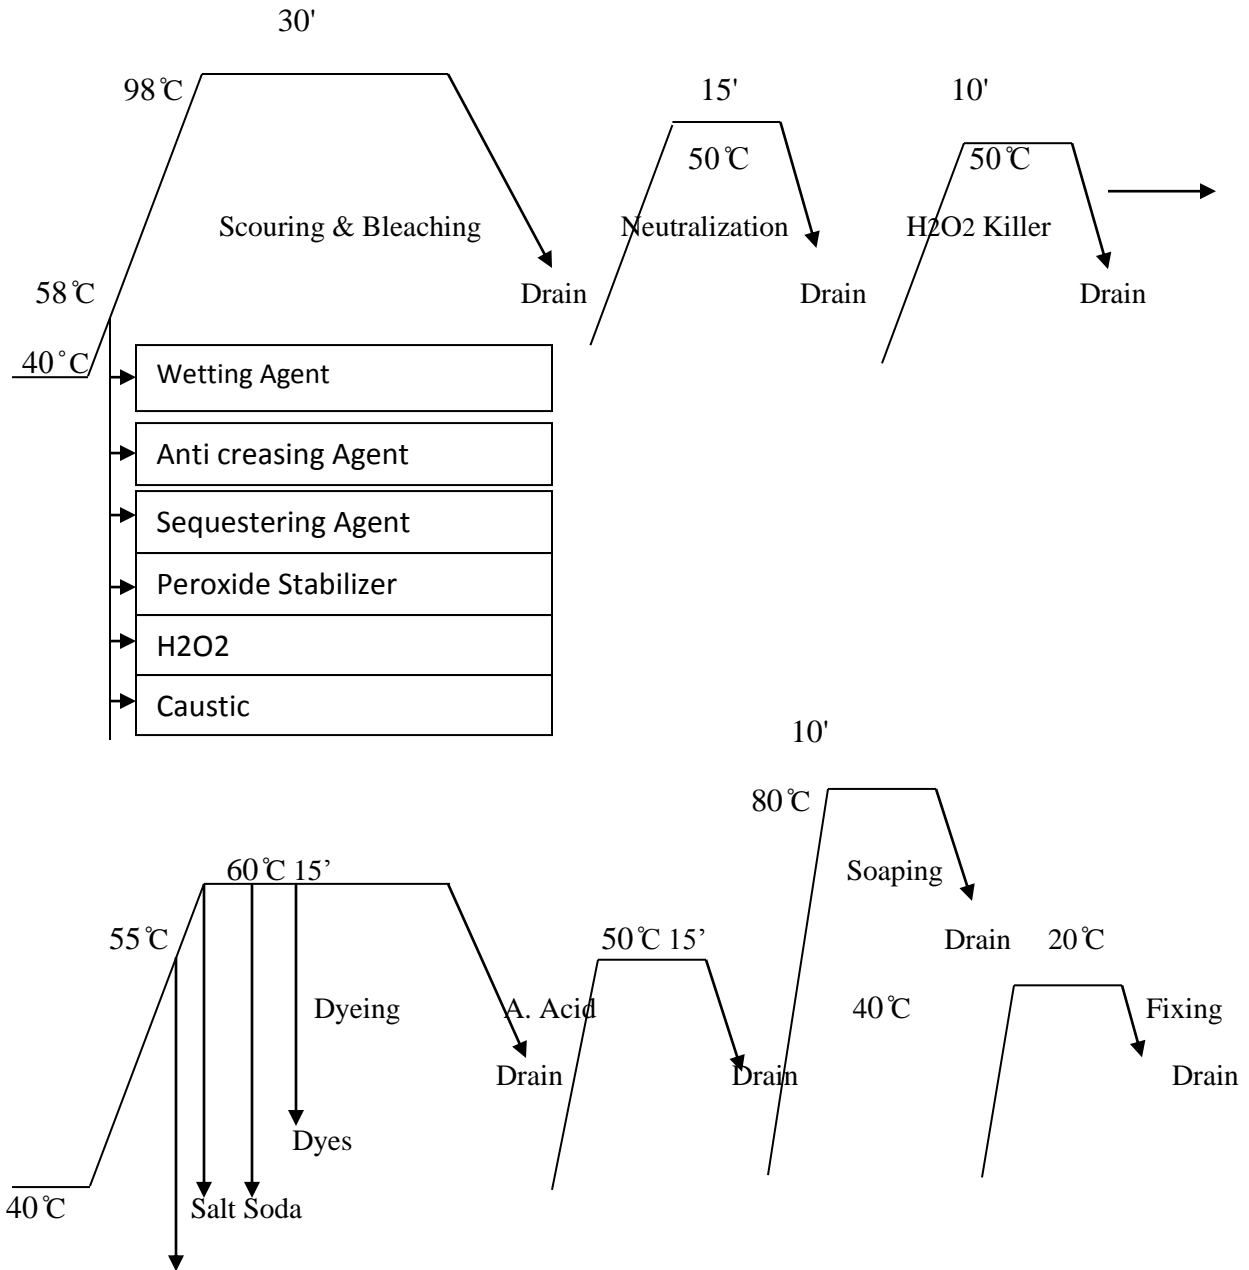 30'
98℃
15'
10'
50℃
50℃
Scouring & Bleaching
Neutralization
H2O2 Killer
58℃
Drain
Drain
Drain
40°C
Wetting Agent
Anti creasing Agent
Sequestering Agent
Peroxide Stabilizer
H2O2
Caustic
10'
80℃
60℃ 15’
Soaping
55℃
50℃ 15’
Drain
20℃
Dyeing
A. Acid
40℃
Fixing
Drain
Drain
Drain
Dyes
40℃
Salt Soda